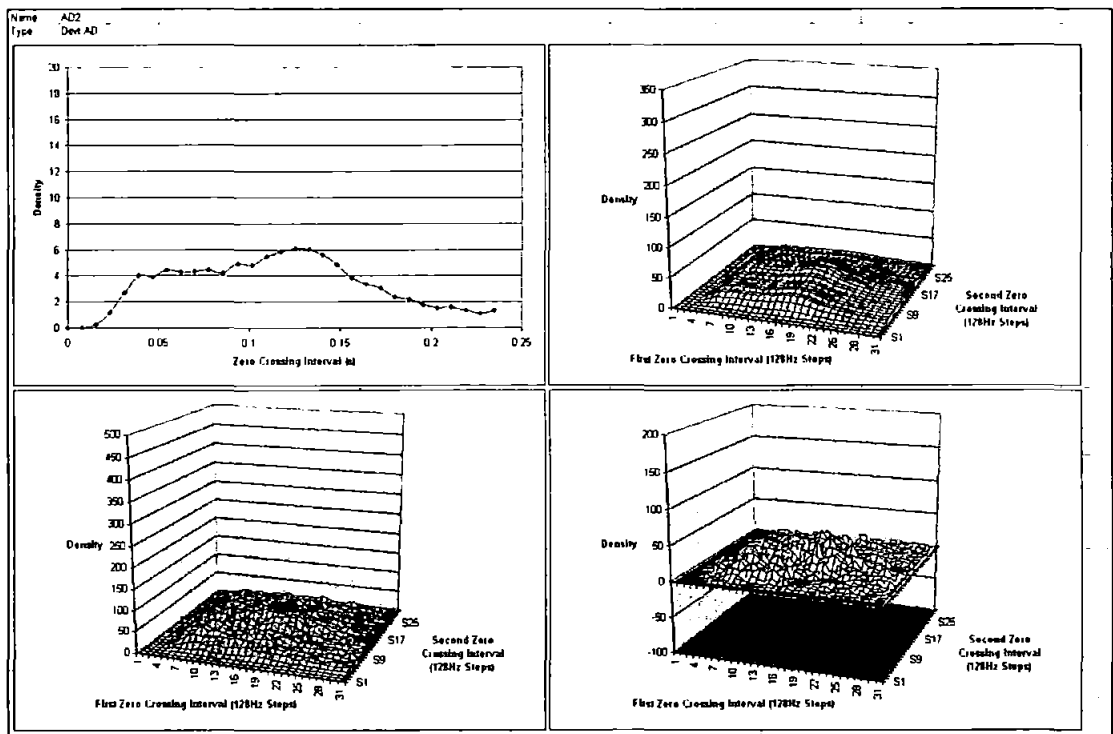 Name AD2
Type Devt AD
20
18
16
14
12
10
8
6
4
2
0
Density
0 0.05 0.1 0.15 0.2 0.25
Zero Crossing Interval (s)
350
300
250
200
150
100
50
0
Density
1 4 7 10 13 16 19 22 25 28 31
First Zero Crossing Interval (128Hz Steps)
S25
S17
S9
S1
Second Zero
Crossing Interval
(128Hz Steps)
500
450
400
350
300
250
200
150
100
50
0
Density
1 4 7 10 13 16 19 22 25 28 31
First Zero Crossing Interval (128Hz Steps)
S25
S17
S9
S1
Second Zero
Crossing Interval
(128Hz Steps)
200
150
100
50
0
-50
-100
Density
1 4 7 10 13 16 19 22 25 28 31
First Zero Crossing Interval (128Hz Steps)
S25
S17
S9
S1
Second Zero
Crossing Interval
(128Hz Steps)